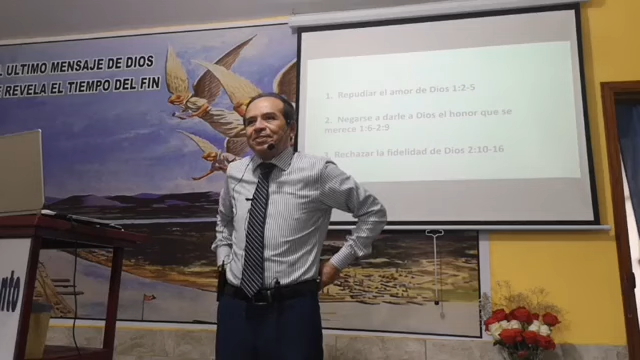 L ULTIMO MENSAJE DE DIOS
E REVELA EL TIEMPO DEL FIN
1. Repudiar el amor de Dios 1:2-5
2. Negarse a darle a Dios el honor que se
merece 1:6-2:9
3. Rechazar la fidelidad de Dios 2:10-16
nto